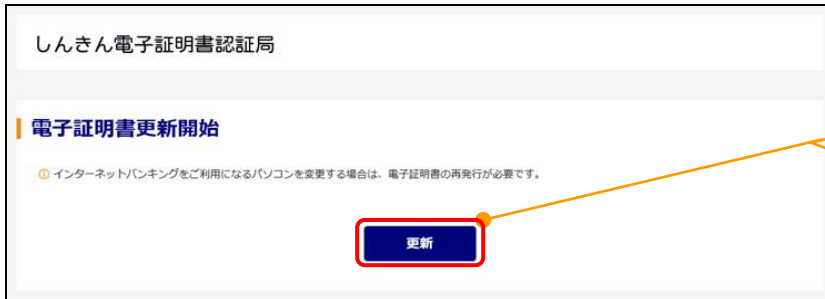 しんきん電子証明書認証局
電子証明書更新開始
インターネットバンキングをご利用になるパソコンを変更する場合は、電子証明書の再発行が必要です。
更新